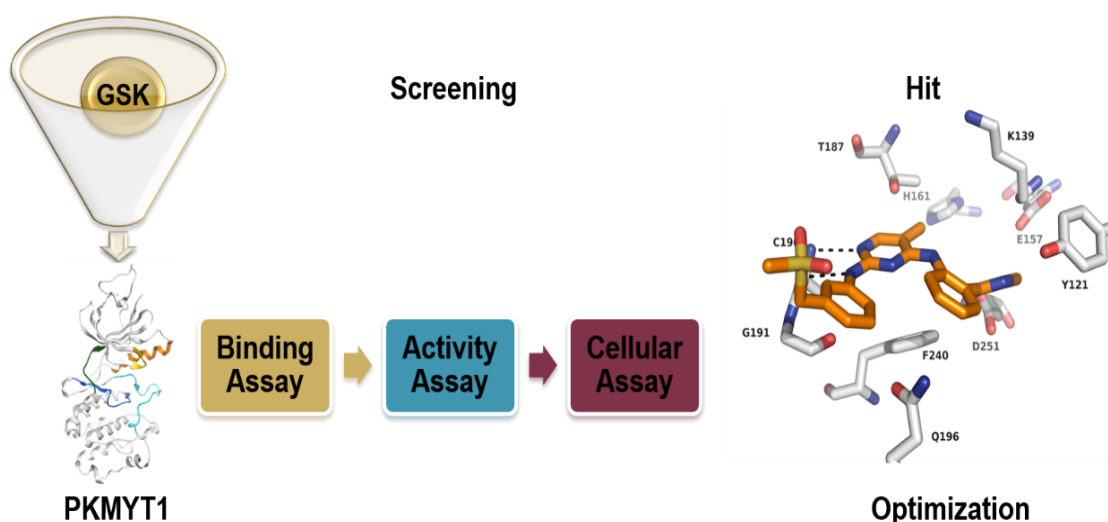 GSK
Screening
Hit
K139
T187
H161
E157
C190
Y121
G191
D251
F240
Q196
Binding
Assay
Activity
Assay
Cellular
Assay
PKMYT1
Optimization